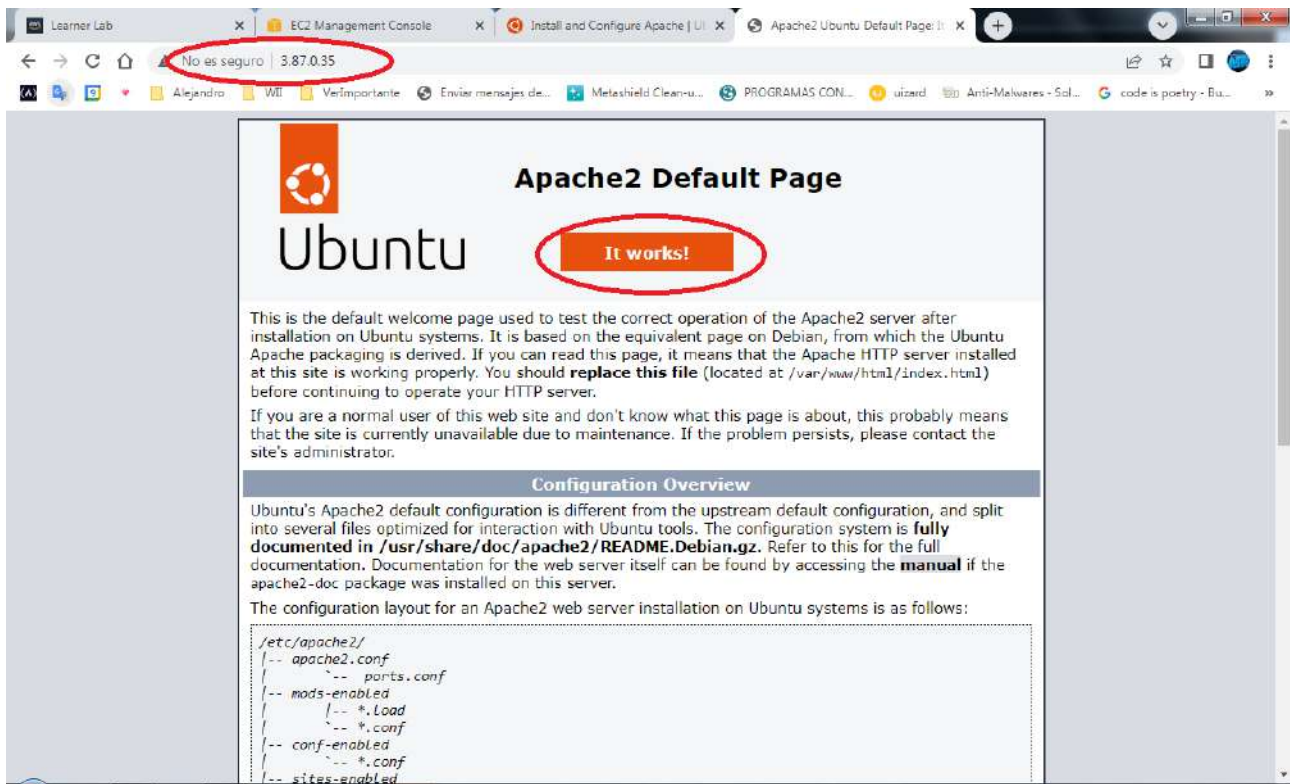 Learner Lab
EC2 Management Console
Install and Configure Apache | U
Apache2 Ubuntu Default Page: It
No es seguro | 3.87.0.35
Alejandro
WII
VerImportante
Enviar mensajes de...
Metashield Clean-u...
PROGRAMAS CON...
uizard
Anti-Malwares - Sol...
code is poetry - Bu...
Apache2 Default Page
Ubuntu
It works!
This is the default welcome page used to test the correct operation of the Apache2 server after
installation on Ubuntu systems. It is based on the equivalent page on Debian, from which the Ubuntu
Apache packaging is derived. If you can read this page, it means that the Apache HTTP server installed
at this site is working properly. You should replace this file (located at /var/www/html/index.html)
before continuing to operate your HTTP server.
If you are a normal user of this web site and don't know what this page is about, this probably means
that the site is currently unavailable due to maintenance. If the problem persists, please contact the
site's administrator.
Configuration Overview
Ubuntu's Apache2 default configuration is different from the upstream default configuration, and split
into several files optimized for interaction with Ubuntu tools. The configuration system is fully
documented in /usr/share/doc/apache2/README.Debian.gz. Refer to this for the full
documentation. Documentation for the web server itself can be found by accessing the manual if the
apache2-doc package was installed on this server.
The configuration layout for an Apache2 web server installation on Ubuntu systems is as follows:
/etc/apache2/
|-- apache2.conf
|       `--  ports.conf
|-- mods-enabled
|       |-- *.load
|       `-- *.conf
|-- conf-enabled
|       `-- *.conf
|-- sites-enabled